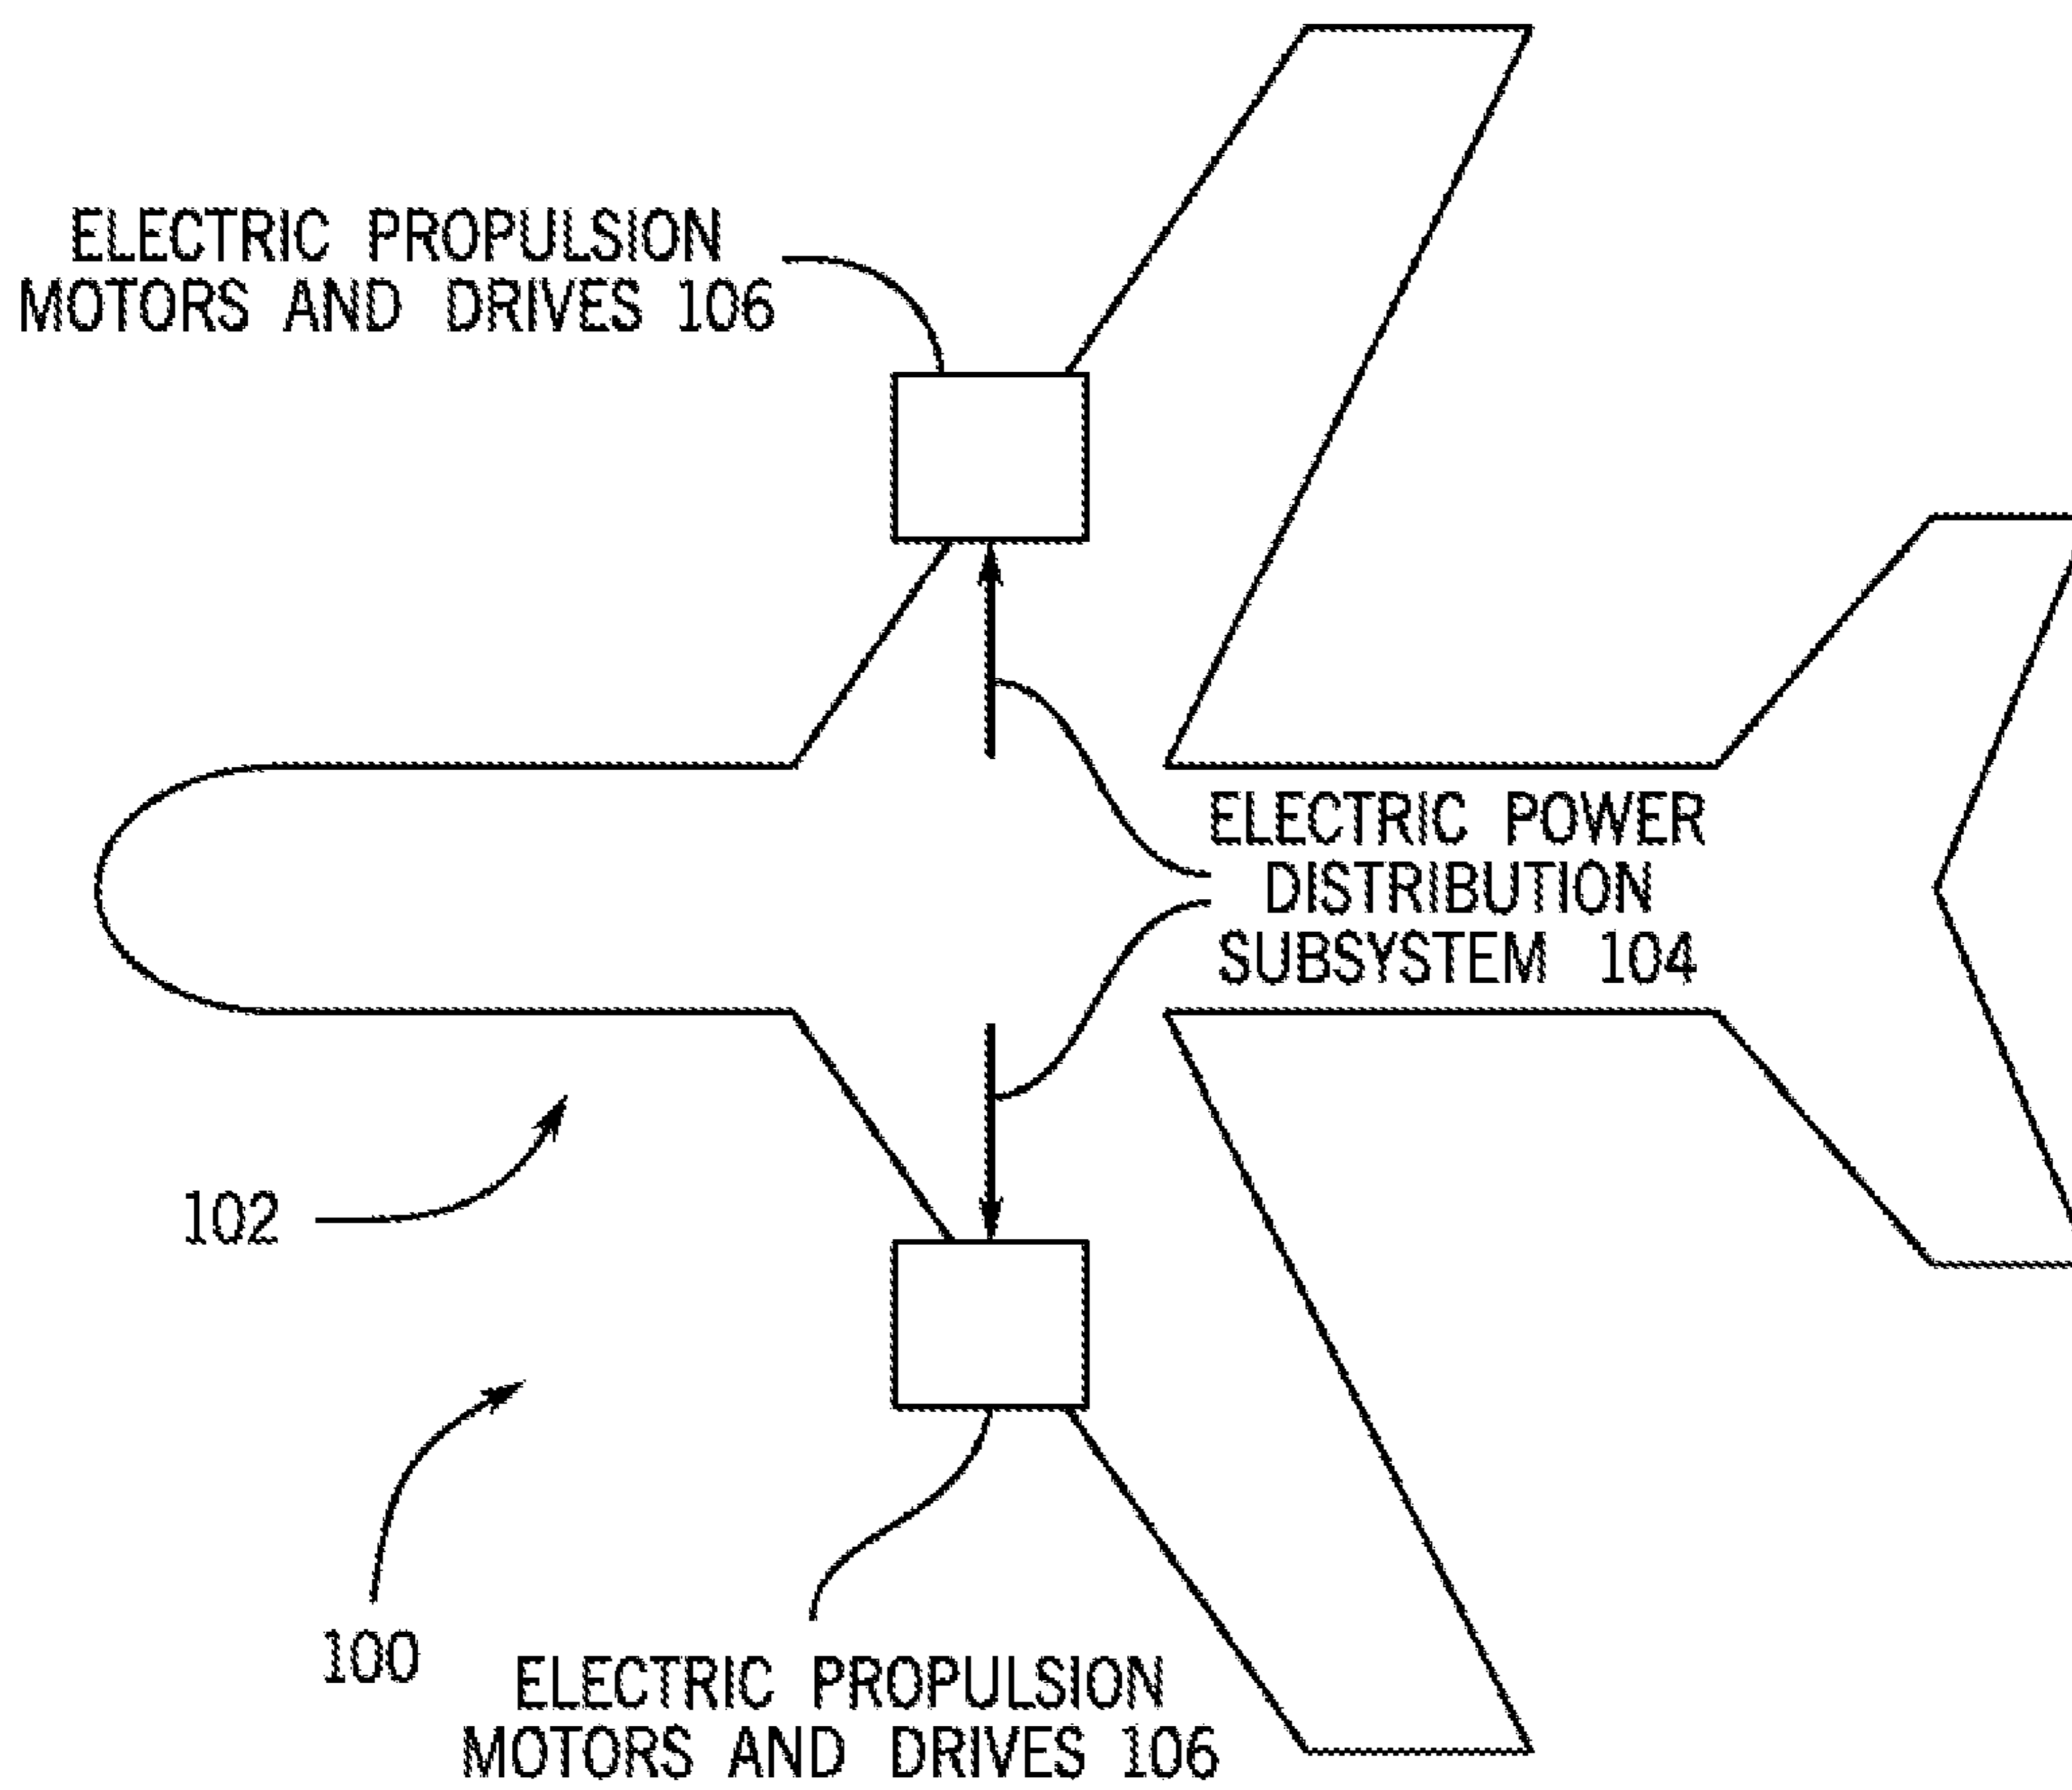 ELECTRIC PROPULSION
MOTORS AND DRIVES 106
ELECTRIC POWER
DISTRIBUTION
SUBSYSTEM 104
102
100
ELECTRIC PROPULSION
MOTORS AND DRIVES 106